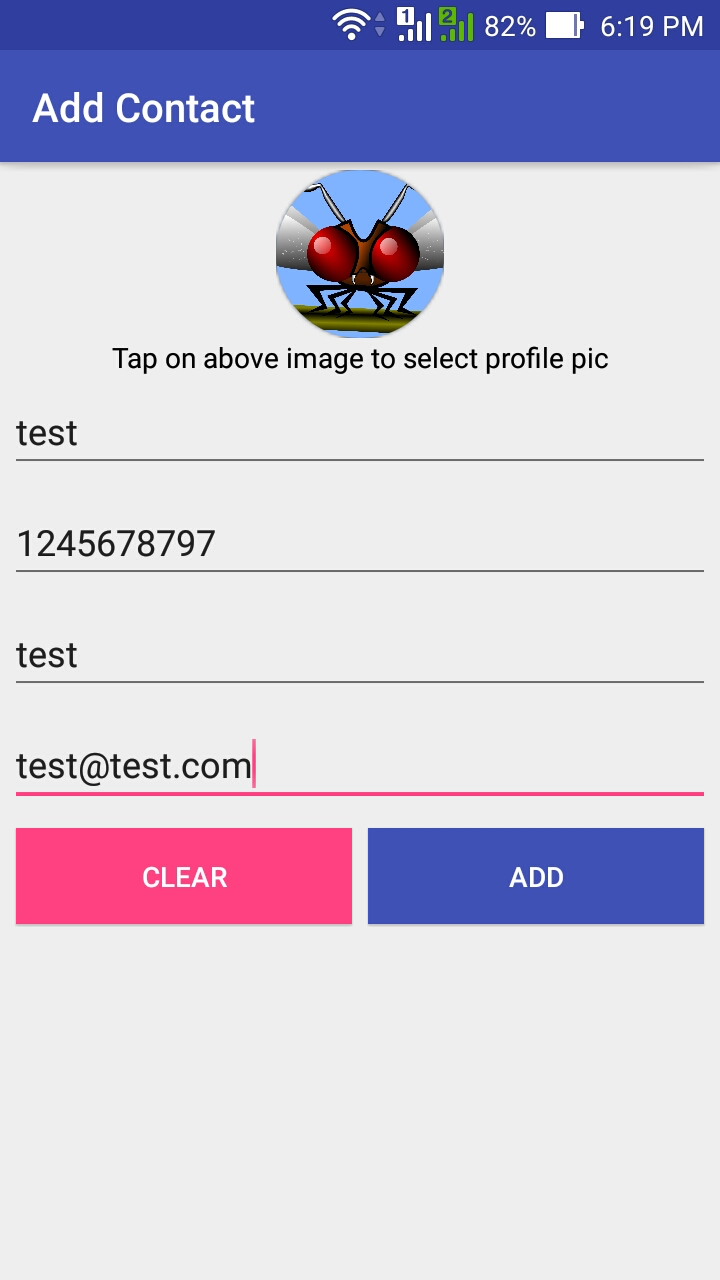 1 2 82% 6:19 PM
Add Contact
Tap on above image to select profile pic
test
1245678797
test
test@test.com
CLEAR ADD